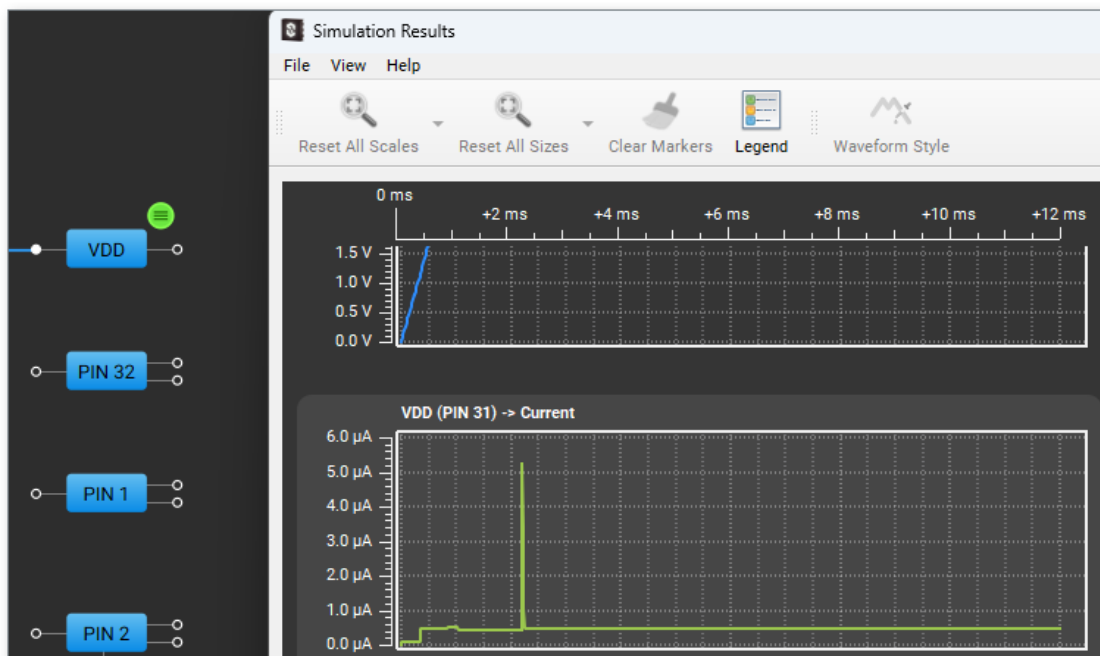 Simulation Results
File View Help
Reset All Scales Reset All Sizes Clear Markers Legend Waveform Style
0 ms
+2 ms +4 ms +6 ms +8 ms +10 ms +12 ms
VDD
1.5 V
1.0 V
0.5 V
0.0 V
PIN 32
VDD (PIN 31) -> Current
6.0 µA
5.0 µA
PIN 1
4.0 µA
3.0 µA
2.0 µA
1.0 µA
PIN 2
0.0 µA